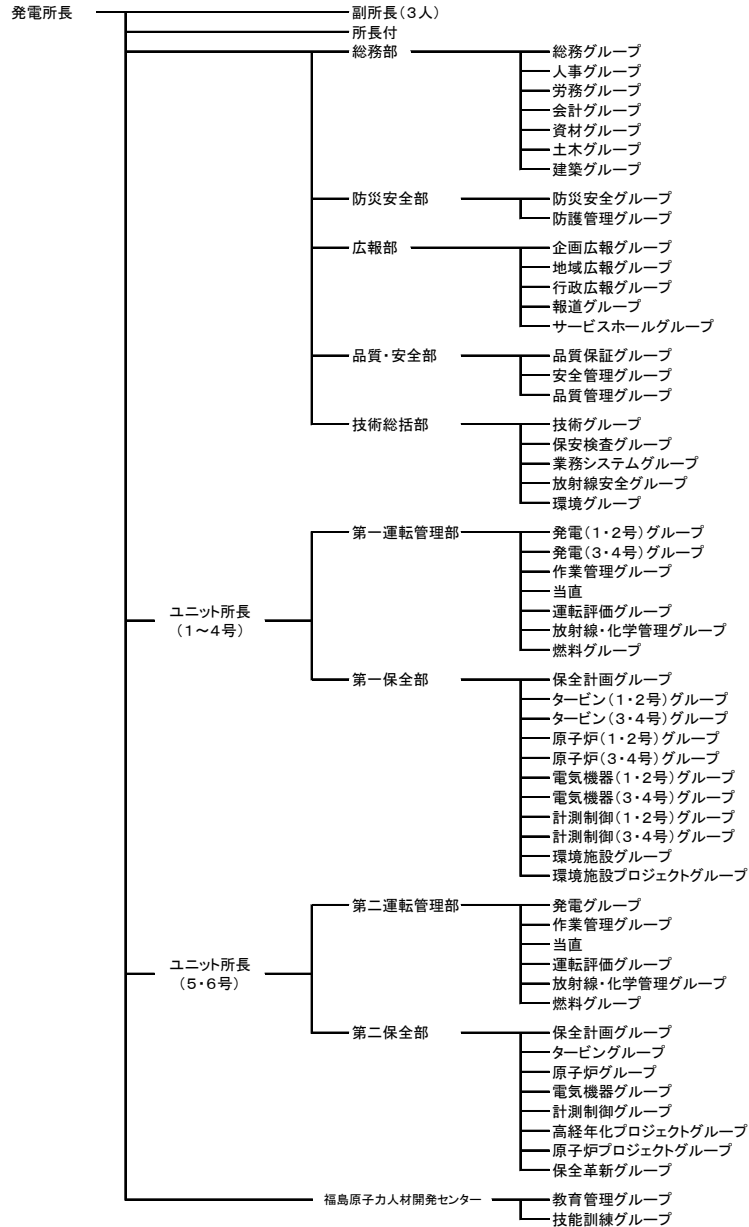 発電所長
副所長(3人)
所長付
総務部
総務グループ
人事グループ
労務グループ
会計グループ
資材グループ
土木グループ
建築グループ
防災安全部
防災安全グループ
防護管理グループ
広報部
企画広報グループ
地域広報グループ
行政広報グループ
報道グループ
サービスホールグループ
品質・安全部
品質保証グループ
安全管理グループ
品質管理グループ
技術総括部
技術グループ
保安検査グループ
業務システムグループ
放射線安全グループ
環境グループ
ユニット所長
(1~4号)
第一運転管理部
発電(1・2号)グループ
発電(3・4号)グループ
作業管理グループ
当直
運転評価グループ
放射線・化学管理グループ
燃料グループ
第一保全部
保全計画グループ
タービン(1・2号)グループ
タービン(3・4号)グループ
原子炉(1・2号)グループ
原子炉(3・4号)グループ
電気機器(1・2号)グループ
電気機器(3・4号)グループ
計測制御(1・2号)グループ
計測制御(3・4号)グループ
環境施設グループ
環境施設プロジェクトグループ
ユニット所長
(5・6号)
第二運転管理部
発電グループ
作業管理グループ
当直
運転評価グループ
放射線・化学管理グループ
燃料グループ
第二保全部
保全計画グループ
タービングループ
原子炉グループ
電気機器グループ
計測制御グループ
高経年化プロジェクトグループ
原子炉プロジェクトグループ
保全革新グループ
福島原子力人材開発センター
教育管理グループ
技能訓練グループ